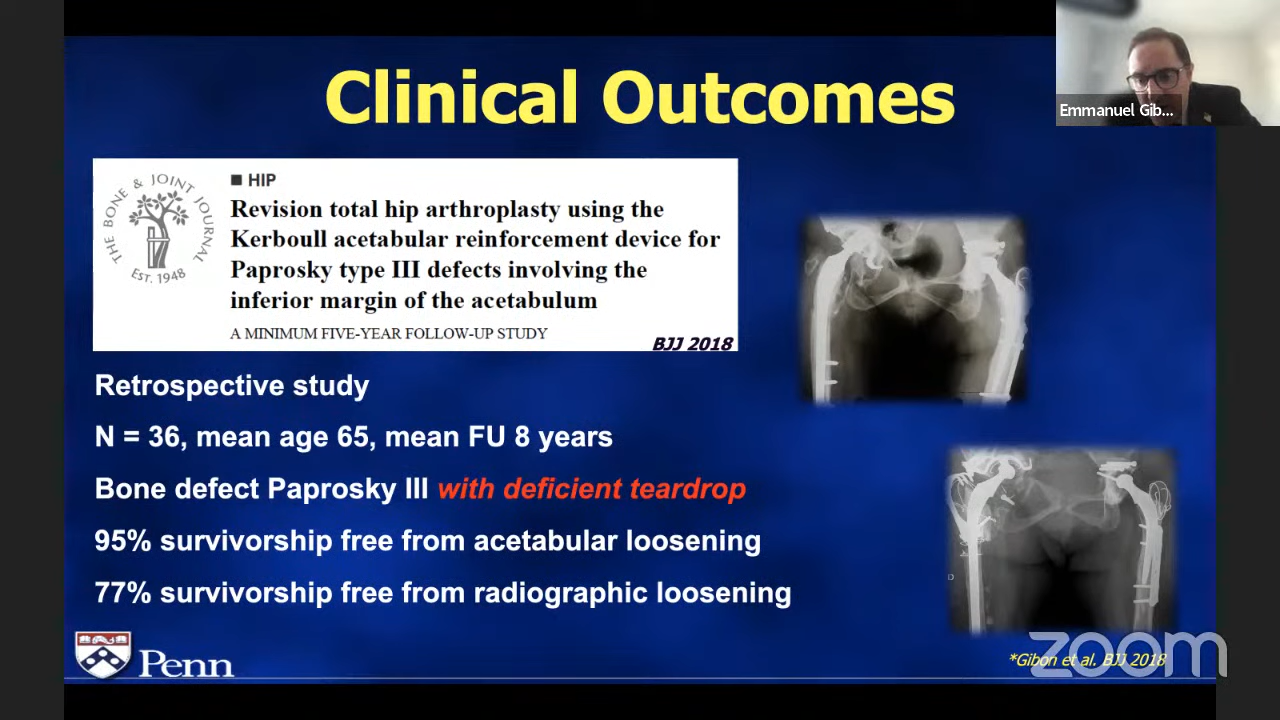 Clinical Outcomes
Emmanuel Gib...
THE BONE & JOINT JOURNAL
EST. 1948
■ HIP
Revision total hip arthroplasty using the
Kerboull acetabular reinforcement device for
Paprosky type III defects involving the
inferior margin of the acetabulum
A MINIMUM FIVE-YEAR FOLLOW-UP STUDY
BJJ 2018
Retrospective study
N = 36, mean age 65, mean FU 8 years
Bone defect Paprosky III with deficient teardrop
95% survivorship free from acetabular loosening
77% survivorship free from radiographic loosening
Penn
*Gibon et al. BJJ 2018
zoom